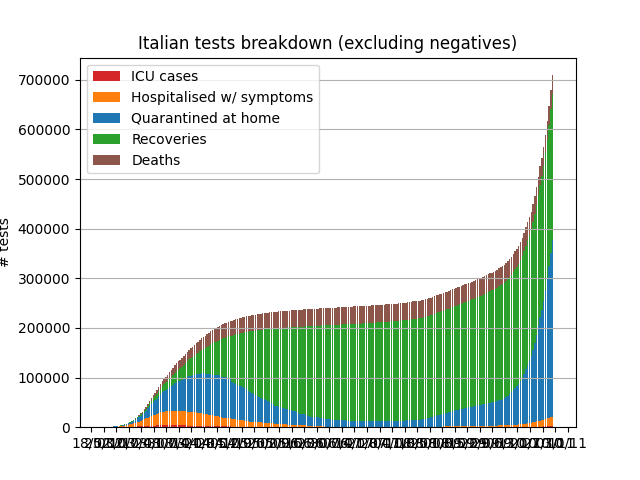 Italian tests breakdown (excluding negatives)
ICU cases
Hospitalised w/ symptoms
Quarantined at home
Recoveries
Deaths
700000
600000
500000
400000
300000
200000
100000
0
# tests